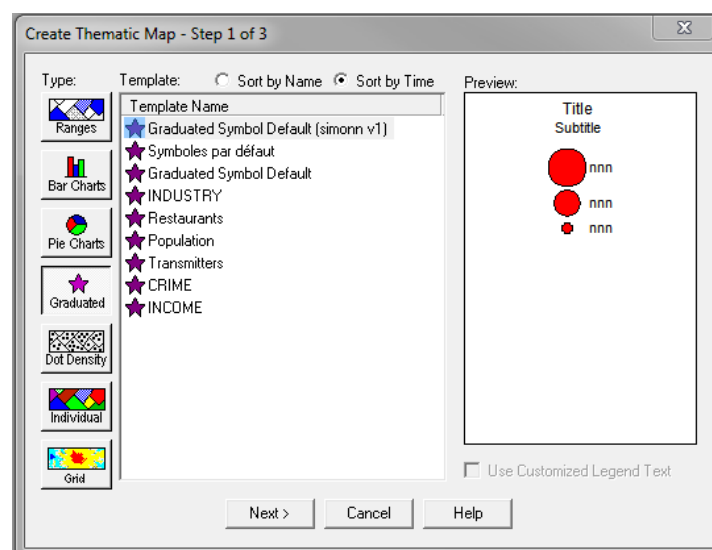 Create Thematic Map - Step 1 of 3
Type:
Ranges
Bar Charts
Pie Charts
Graduated
Dot Density
Individual
Grid
Template:
Sort by Name
Sort by Time
Template Name
Graduated Symbol Default (simonn v1)
Symboles par défaut
Graduated Symbol Default
INDUSTRY
Restaurants
Population
Transmitters
CRIME
INCOME
Preview:
Title
Subtitle
nnn
nnn
nnn
Use Customized Legend Text
Next >
Cancel
Help